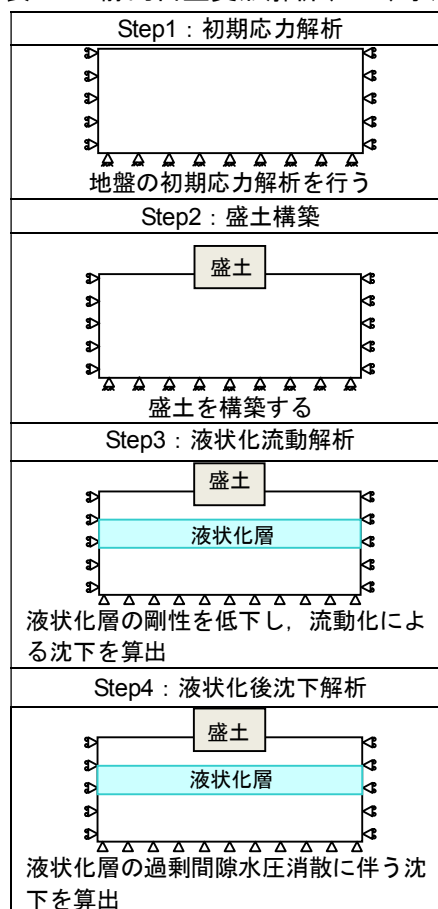 Step1：初期応力解析
地盤の初期応力解析を行う
Step2：盛土構築
盛土
盛土を構築する
Step3：液状化流動解析
盛土
液状化層
液状化層の剛性を低下し，流動化によ
る沈下を算出
Step4：液状化後沈下解析
盛土
液状化層
液状化層の過剰間隙水圧消散に伴う沈
下を算出